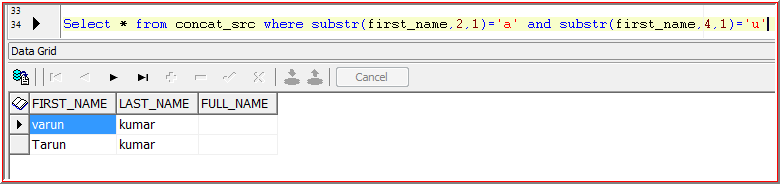 33
34 Select * from concat_src where substr(first_name,2,1)='a' and substr(first_name,4,1)='u'
Data Grid
Cancel
FIRST_NAME LAST_NAME FULL_NAME
varun kumar
Tarun kumar